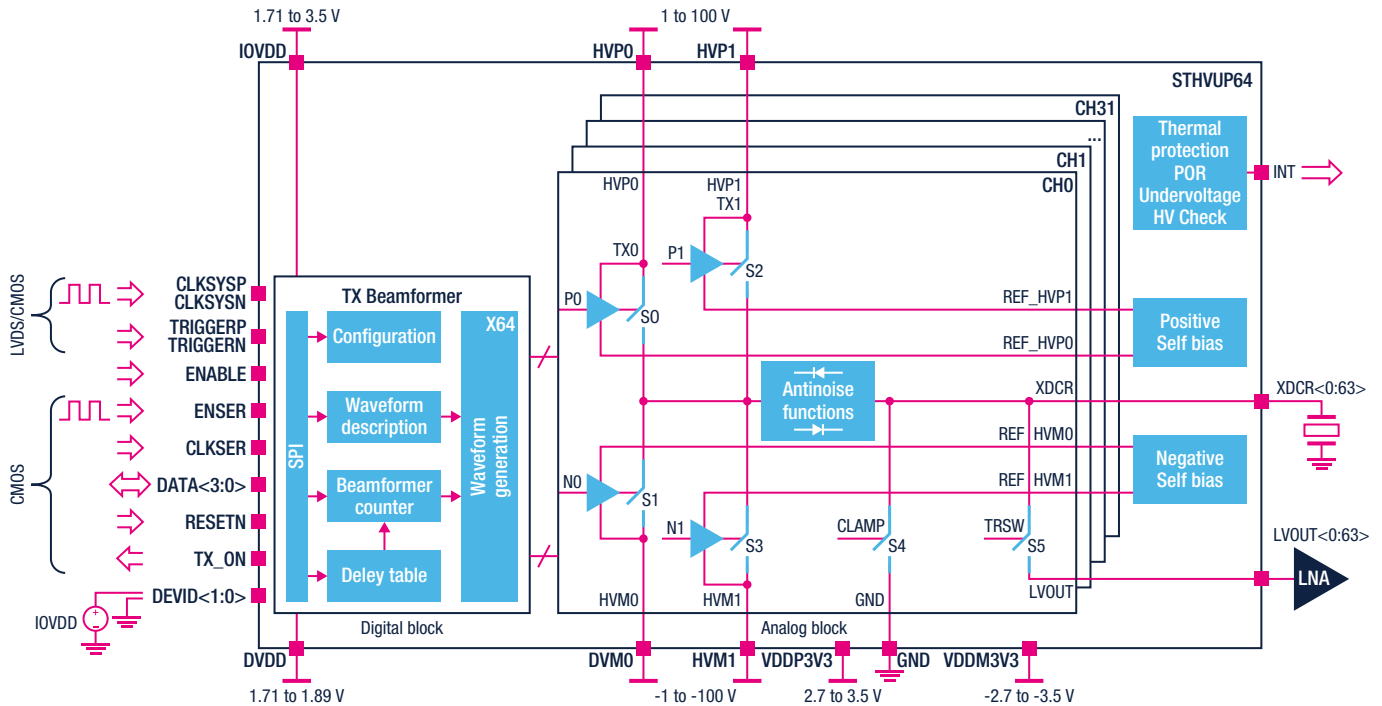 1.71 to 3.5 V
1 to 100 V
IOVDD
HVP0
HVP1
STHVUP64
CH31
...
CH1
CH0
Thermal
protection
POR
Undervoltage
HV Check
INT
HVP0
HVP1
TX1
TX0
P1
S2
P0
S0
REF_HVP1
REF_HVP0
Positive
Self bias
LVDS/CMOS
CLKSYSP
CLKSYSN
TRIGGERP
TRIGGERN
ENABLE
CMOS
ENSER
CLKSER
DATA<3:0>
RESETN
TX_ON
DEVID<1:0>
IOVDD
TX Beamformer
SPI
Configuration
Waveform
description
Beamformer
counter
Deley table
X64
Waveform
generation
Antinoise
functions
XDCR
XDCR<0:63>
REF_HVM0
REF_HVM1
Negative
Self bias
N0
S1
N1
S3
CLAMP
S4
TRSW
S5
LVOUT<0:63>
LNA
HVM0
HVM1
GND
LVOUT
Digital block
Analog block
DVDD
DVM0
HVM1
VDDP3V3
GND
VDDM3V3
1.71 to 1.89 V
-1 to -100 V
2.7 to 3.5 V
-2.7 to -3.5 V